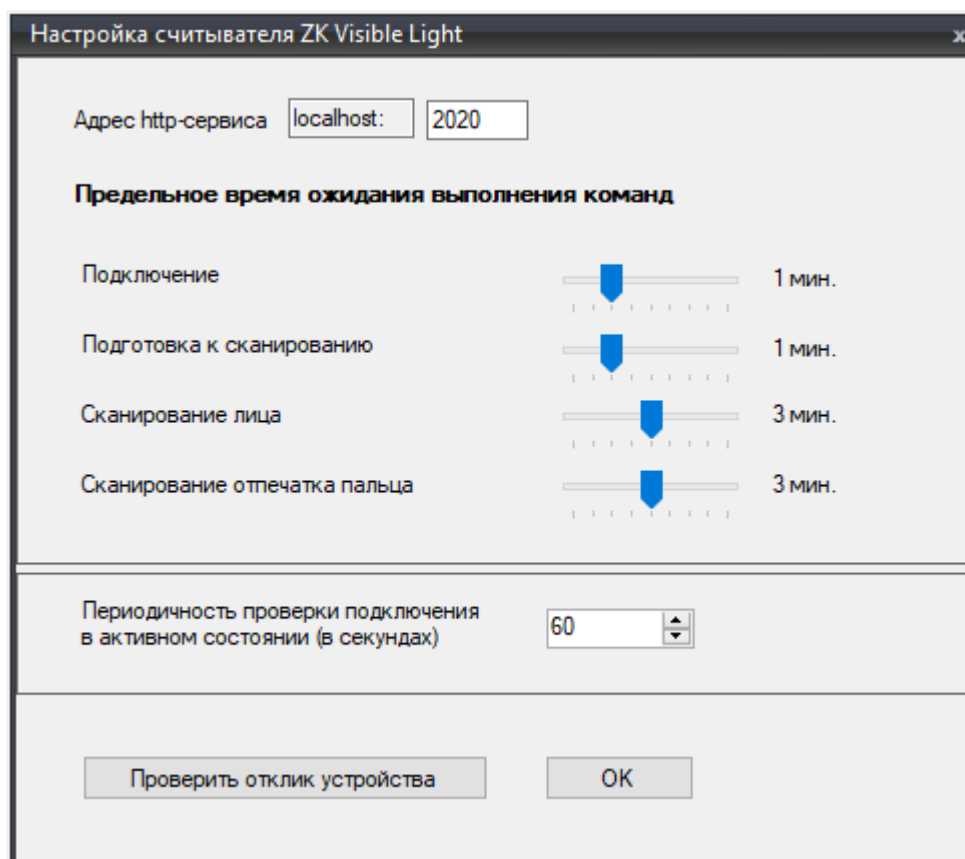 Настройка считывателя ZK Visible Light x
Адрес http-сервиса localhost: 2020
Предельное время ожидания выполнения команд
Подключение 1 мин.
Подготовка к сканированию 1 мин.
Сканирование лица 3 мин.
Сканирование отпечатка пальца 3 мин.
Периодичность проверки подключения
в активном состоянии (в секундах) 60
Проверить отклик устройства OK